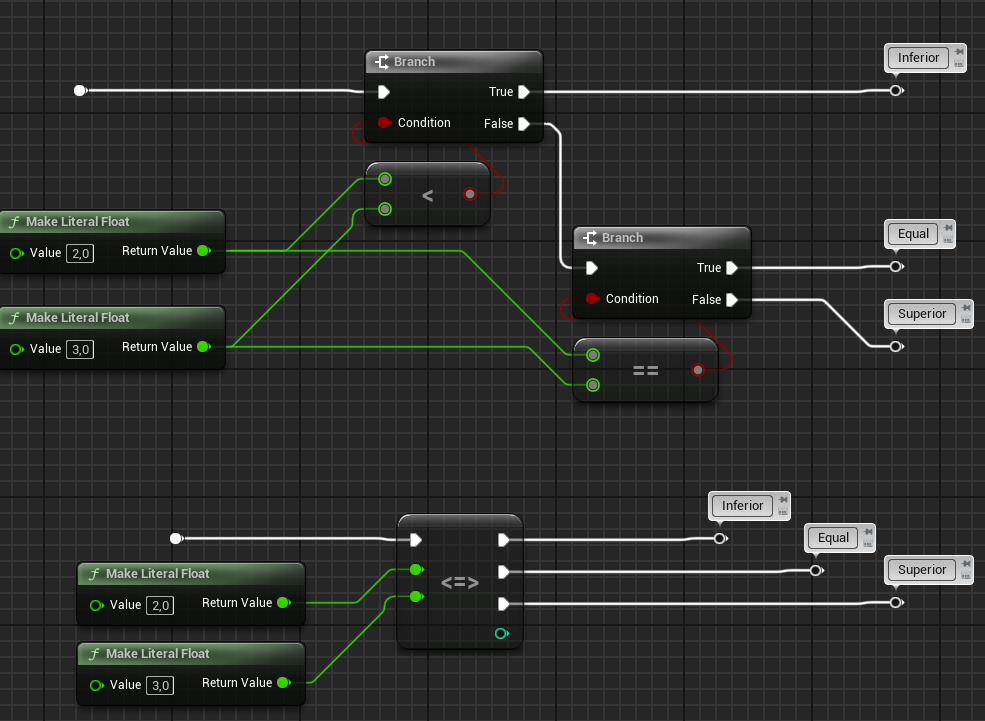 Branch
Inferior
True
Condition
False
<
f Make Literal Float
Value 2,0
Return Value
Branch
Equal
True
Condition
False
Superior
f Make Literal Float
Value 3,0
Return Value
==
Inferior
Equal
Superior
<=>
f Make Literal Float
Value 2,0
Return Value
f Make Literal Float
Value 3,0
Return Value